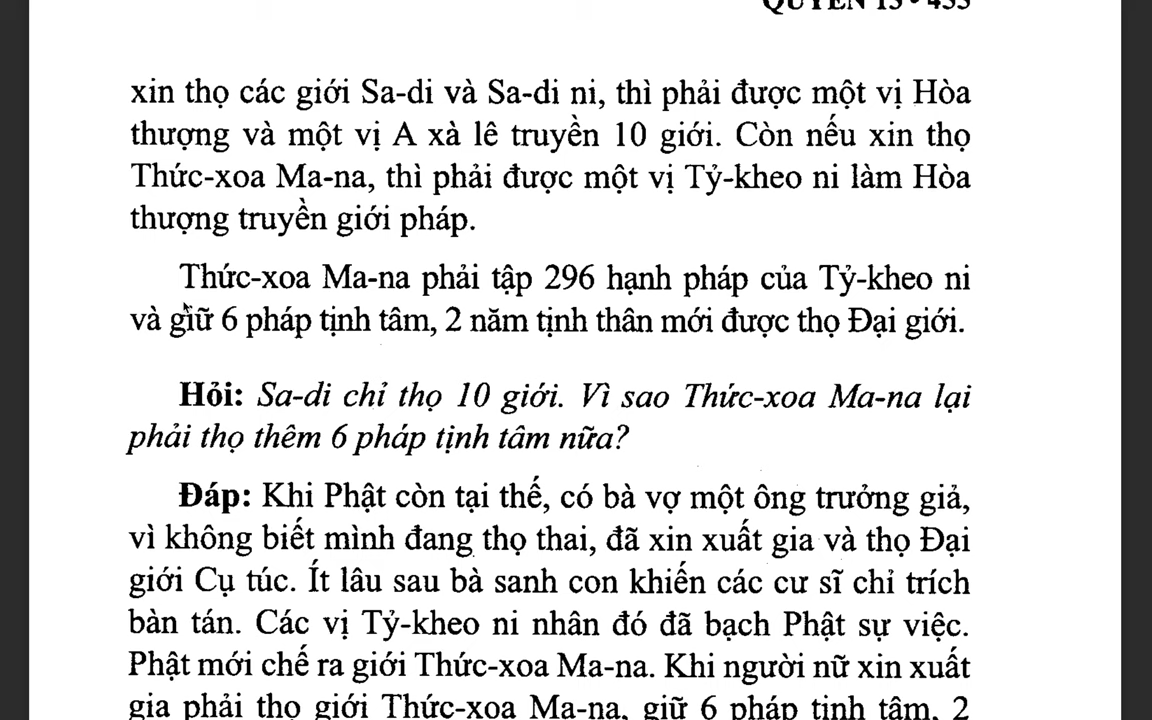 QUYỂN 13 • 453
xin thọ các giới Sa-di và Sa-di ni, thì phải được một vị Hòa
thượng và một vị A xà lê truyền 10 giới. Còn nếu xin thọ
Thức-xoa Ma-na, thì phải được một vị Tỷ-kheo ni làm Hòa
thượng truyền giới pháp.
Thức-xoa Ma-na phải tập 296 hạnh pháp của Tỷ-kheo ni
và giữ 6 pháp tịnh tâm, 2 năm tịnh thân mới được thọ Đại giới.
Hỏi: Sa-di chỉ thọ 10 giới. Vì sao Thức-xoa Ma-na lại
phải thọ thêm 6 pháp tịnh tâm nữa?
Đáp: Khi Phật còn tại thế, có bà vợ một ông trưởng giả,
vì không biết mình đang thọ thai, đã xin xuất gia và thọ Đại
giới Cụ túc. Ít lâu sau bà sanh con khiến các cư sĩ chỉ trích
bàn tán. Các vị Tỷ-kheo ni nhân đó đã bạch Phật sự việc.
Phật mới chế ra giới Thức-xoa Ma-na. Khi người nữ xin xuất
gia phải thọ giới Thức-xoa Ma-na, giữ 6 pháp tịnh tâm, 2